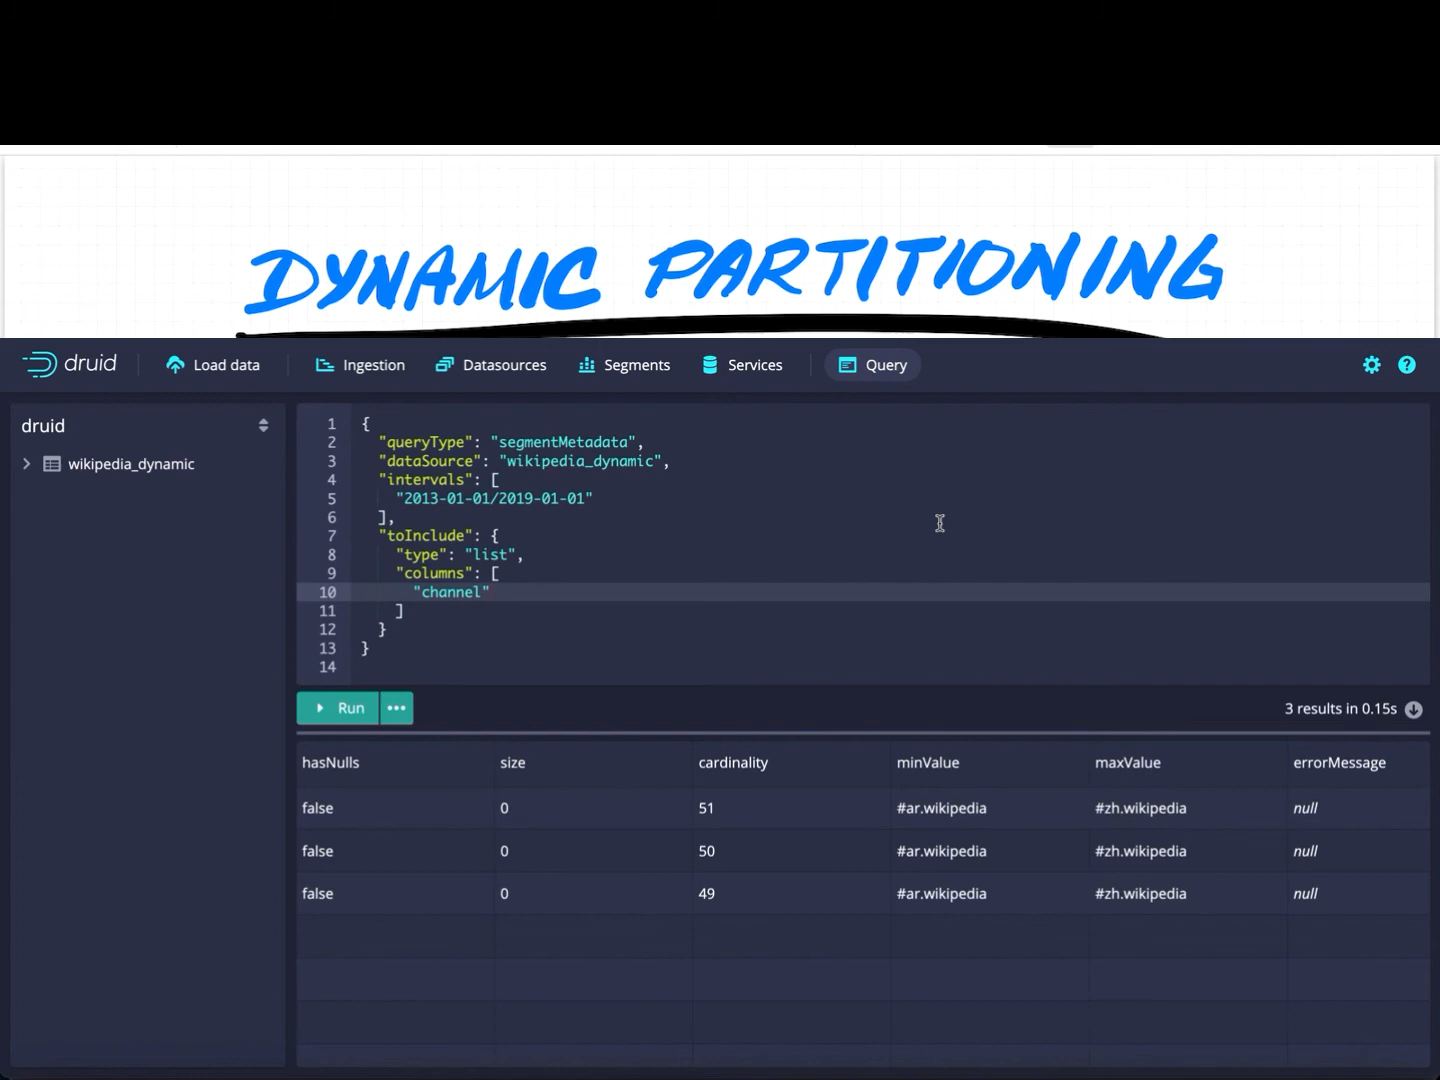 DYNAMIC PARTITIONING
druid Load data Ingestion Datasources Segments Services Query ?
druid
wikipedia_dynamic
1 {
2 "queryType": "segmentMetadata",
3 "dataSource": "wikipedia_dynamic",
4 "intervals": [
5 "2013-01-01/2019-01-01"
6 ],
7 "toInclude": {
8 "type": "list",
9 "columns": [
10 "channel"
11 ]
12 }
13 }
14
Run ••• 3 results in 0.15s
hasNulls size cardinality minValue maxValue errorMessage
false 0 51 #ar.wikipedia #zh.wikipedia null
false 0 50 #ar.wikipedia #zh.wikipedia null
false 0 49 #ar.wikipedia #zh.wikipedia null